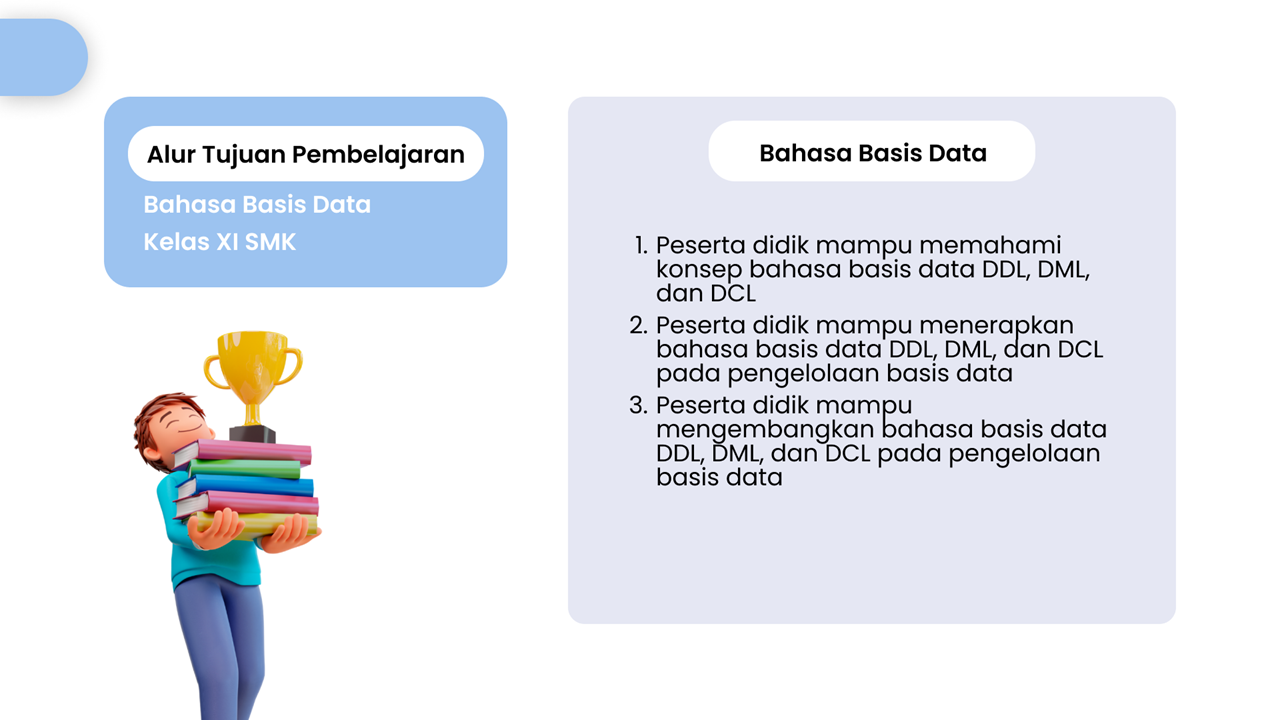 Alur Tujuan Pembelajaran
Bahasa Basis Data
Kelas XI SMK
Bahasa Basis Data
1. Peserta didik mampu memahami
konsep bahasa basis data DDL, DML,
dan DCL
2. Peserta didik mampu menerapkan
bahasa basis data DDL, DML, dan DCL
pada pengelolaan basis data
3. Peserta didik mampu
mengembangkan bahasa basis data
DDL, DML, dan DCL pada pengelolaan
basis data